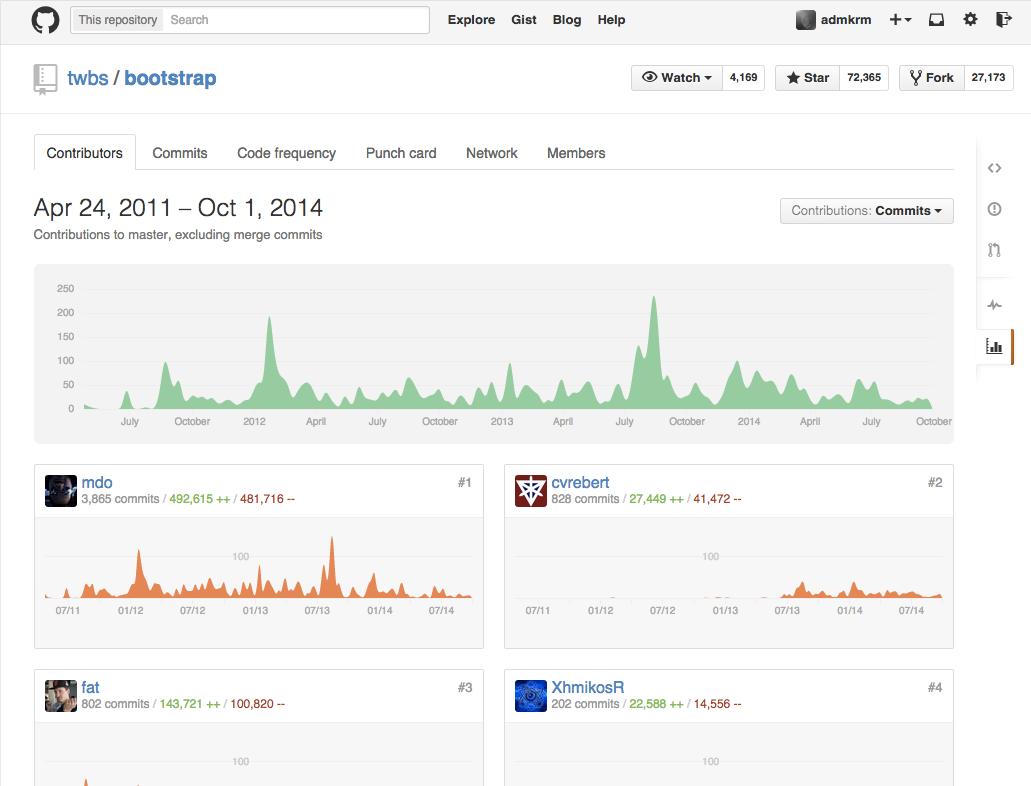 This repository Search Explore Gist Blog Help admkrm
twbs / bootstrap Watch 4,169 Star 72,365 Fork 27,173
Contributors Commits Code frequency Punch card Network Members
Apr 24, 2011 – Oct 1, 2014
Contributions: Commits
Contributions to master, excluding merge commits
250
200
150
100
50
0
July October 2012 April July October 2013 April July October 2014 April July October
mdo #1
3,865 commits / 492,615 ++ / 481,716 --
100
07/11 01/12 07/12 01/13 07/13 01/14 07/14
cvrebert #2
828 commits / 27,449 ++ / 41,472 --
100
07/11 01/12 07/12 01/13 07/13 01/14 07/14
fat #3
802 commits / 143,721 ++ / 100,820 --
100
XhmikosR #4
202 commits / 22,588 ++ / 14,556 --
100